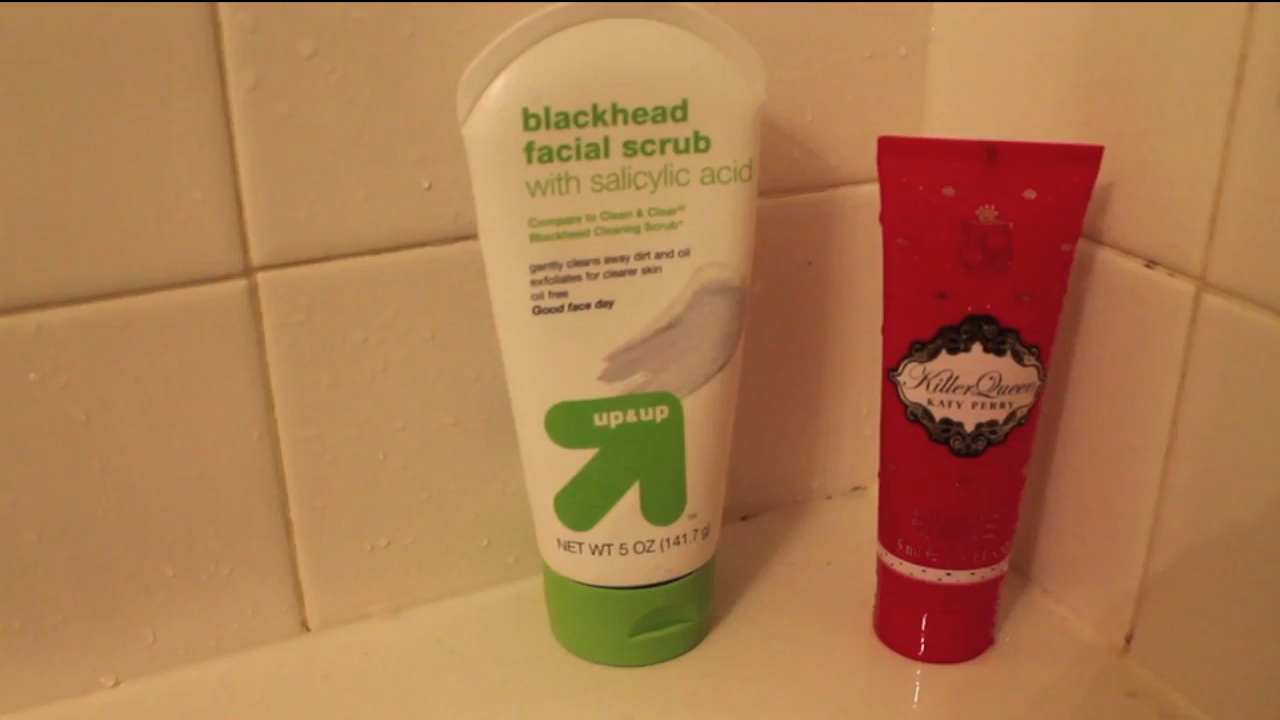 blackhead
facial scrub
with salicylic acid
Compare to Clean & Clear®
Blackhead Clearing Scrub*
gently cleans away dirt and oil
exfoliates for clearer skin
oil free
Good face day
up&up
™
NET WT 5 OZ (141.7 g)
Killer Queen
KATY PERRY